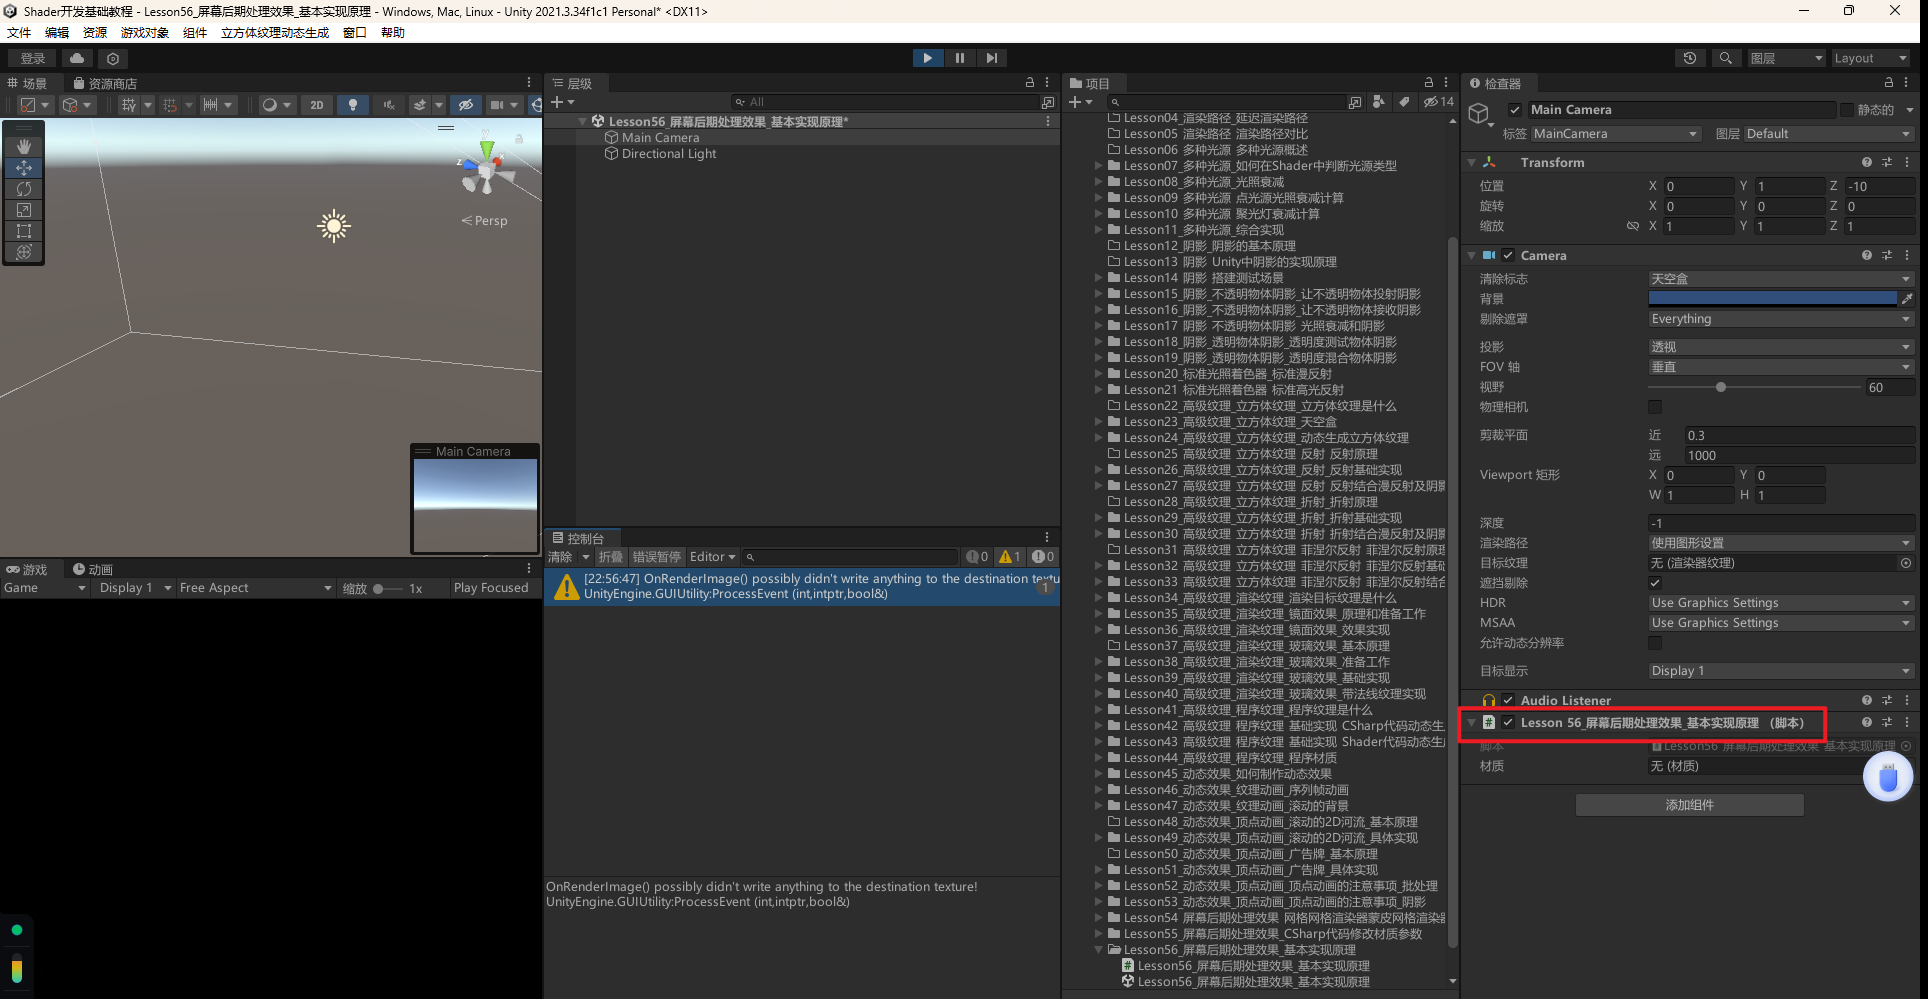 Shader开发基础教程 - Lesson56_屏幕后期处理效果_基本实现原理 - Windows, Mac, Linux - Unity 2021.3.34f1c1 Personal* <DX11>
文件 编辑 资源 游戏对象 组件 立方体纹理动态生成 窗口 帮助
登录
图层
Layout
场景
资源商店
2D
Persp
Main Camera
游戏
动画
Game
Display 1
Free Aspect
缩放
1x
Play Focused
层级
All
Lesson56_屏幕后期处理效果_基本实现原理*
Main Camera
Directional Light
控制台
清除
折叠
错误暂停
Editor
0
1
0
[22:56:47] OnRenderImage() possibly didn't write anything to the destination textu
UnityEngine.GUIUtility:ProcessEvent (int,intptr,bool&)
1
OnRenderImage() possibly didn't write anything to the destination texture!
UnityEngine.GUIUtility:ProcessEvent (int,intptr,bool&)
项目
14
Lesson04_渲染路径_延迟渲染路径
Lesson05_渲染路径_渲染路径对比
Lesson06_多种光源_多种光源概述
Lesson07_多种光源_如何在Shader中判断光源类型
Lesson08_多种光源_光照衰减
Lesson09_多种光源_点光源光照衰减计算
Lesson10_多种光源_聚光灯衰减计算
Lesson11_多种光源_综合实现
Lesson12_阴影_阴影的基本原理
Lesson13_阴影_Unity中阴影的实现原理
Lesson14_阴影_搭建测试场景
Lesson15_阴影_不透明物体阴影_让不透明物体投射阴影
Lesson16_阴影_不透明物体阴影_让不透明物体接收阴影
Lesson17_阴影_不透明物体阴影_光照衰减和阴影
Lesson18_阴影_透明物体阴影_透明度测试物体阴影
Lesson19_阴影_透明物体阴影_透明度混合物体阴影
Lesson20_标准光照着色器_标准漫反射
Lesson21_标准光照着色器_标准高光反射
Lesson22_高级纹理_立方体纹理_立方体纹理是什么
Lesson23_高级纹理_立方体纹理_天空盒
Lesson24_高级纹理_立方体纹理_动态生成立方体纹理
Lesson25_高级纹理_立方体纹理_反射_反射原理
Lesson26_高级纹理_立方体纹理_反射_反射基础实现
Lesson27_高级纹理_立方体纹理_反射_反射结合漫反射及阴影
Lesson28_高级纹理_立方体纹理_折射_折射原理
Lesson29_高级纹理_立方体纹理_折射_折射基础实现
Lesson30_高级纹理_立方体纹理_折射_折射结合漫反射及阴影
Lesson31_高级纹理_立方体纹理_菲涅尔反射_菲涅尔反射原理
Lesson32_高级纹理_立方体纹理_菲涅尔反射_菲涅尔反射基础
Lesson33_高级纹理_立方体纹理_菲涅尔反射_菲涅尔反射结合
Lesson34_高级纹理_渲染纹理_渲染目标纹理是什么
Lesson35_高级纹理_渲染纹理_镜面效果_原理和准备工作
Lesson36_高级纹理_渲染纹理_镜面效果_效果实现
Lesson37_高级纹理_渲染纹理_玻璃效果_基本原理
Lesson38_高级纹理_渲染纹理_玻璃效果_准备工作
Lesson39_高级纹理_渲染纹理_玻璃效果_基础实现
Lesson40_高级纹理_渲染纹理_玻璃效果_带法线纹理实现
Lesson41_高级纹理_程序纹理_程序纹理是什么
Lesson42_高级纹理_程序纹理_基础实现_CSharp代码动态生
Lesson43_高级纹理_程序纹理_基础实现_Shader代码动态生
Lesson44_高级纹理_程序纹理_程序材质
Lesson45_动态效果_如何制作动态效果
Lesson46_动态效果_纹理动画_序列帧动画
Lesson47_动态效果_纹理动画_滚动的背景
Lesson48_动态效果_顶点动画_滚动的2D河流_基本原理
Lesson49_动态效果_顶点动画_滚动的2D河流_具体实现
Lesson50_动态效果_顶点动画_广告牌_基本原理
Lesson51_动态效果_顶点动画_广告牌_具体实现
Lesson52_动态效果_顶点动画_顶点动画的注意事项_批处理
Lesson53_动态效果_顶点动画_顶点动画的注意事项_阴影
Lesson54_屏幕后期处理效果_网格网格渲染器蒙皮网格渲染器
Lesson55_屏幕后期处理效果_CSharp代码修改材质参数
Lesson56_屏幕后期处理效果_基本实现原理
Lesson56_屏幕后期处理效果_基本实现原理
Lesson56_屏幕后期处理效果_基本实现原理
检查器
Main Camera
静态的
标签 MainCamera 图层 Default
Transform
位置 X 0 Y 1 Z -10
旋转 X 0 Y 0 Z 0
缩放 X 1 Y 1 Z 1
Camera
清除标志 天空盒
背景
剔除遮罩 Everything
投影 透视
FOV 轴 垂直
视野 60
物理相机
剪裁平面 近 0.3
远 1000
Viewport 矩形 X 0 Y 0
W 1 H 1
深度 -1
渲染路径 使用图形设置
目标纹理 无 (渲染器纹理)
遮挡剔除
HDR Use Graphics Settings
MSAA Use Graphics Settings
允许动态分辨率
目标显示 Display 1
Audio Listener
Lesson 56_屏幕后期处理效果_基本实现原理 (脚本)
脚本 Lesson56_屏幕后期处理效果_基本实现原理
材质 无 (材质)
添加组件